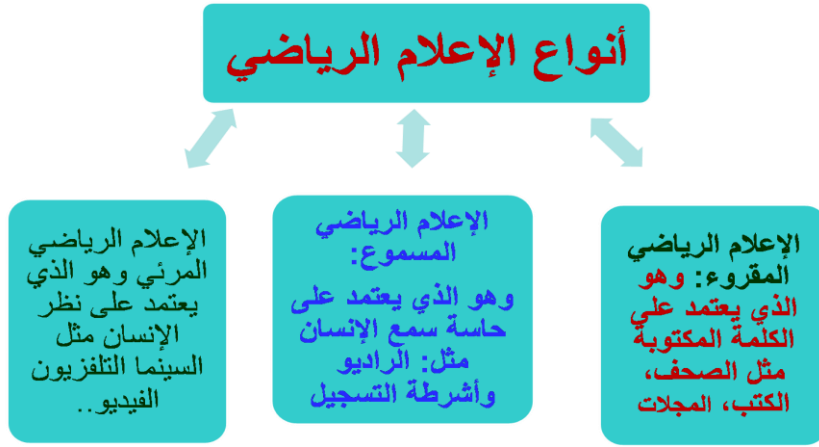 أنواع الإعلام الرياضي
الإعلام الرياضي
المقروء: وهو
الذي يعتمد على
الكلمة المكتوبة
مثل الصحف،
الكتب، المجلات
الإعلام الرياضي
المسموع:
وهو الذي يعتمد على
حاسة سمع الإنسان
مثل: الراديو
وأشرطة التسجيل
الإعلام الرياضي
المرئي وهو الذي
يعتمد على نظر
الإنسان مثل
السينما التلفزيون
الفيديو..